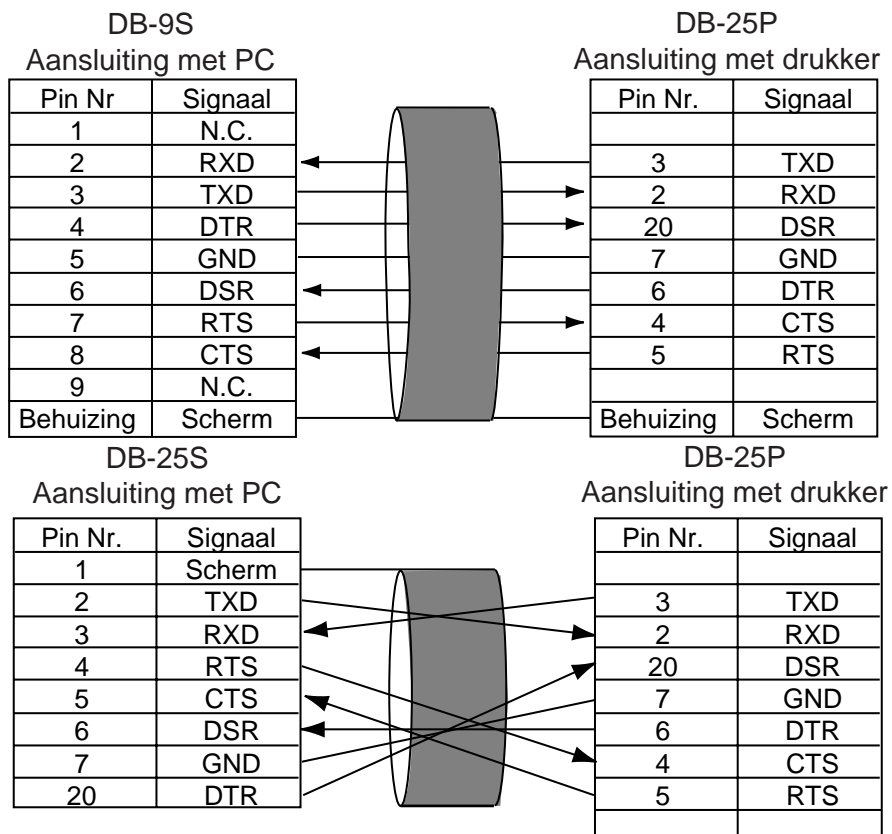 DB-9S
Aansluiting met PC
Pin Nr Signaal
1 N.C.
2 RXD
3 TXD
4 DTR
5 GND
6 DSR
7 RTS
8 CTS
9 N.C.
Behuizing Scherm
DB-25P
Aansluiting met drukker
Pin Nr. Signaal
3 TXD
2 RXD
20 DSR
7 GND
6 DTR
4 CTS
5 RTS
Behuizing Scherm
DB-25S
Aansluiting met PC
Pin Nr. Signaal
1 Scherm
2 TXD
3 RXD
4 RTS
5 CTS
6 DSR
7 GND
20 DTR
DB-25P
Aansluiting met drukker
Pin Nr. Signaal
3 TXD
2 RXD
20 DSR
7 GND
6 DTR
4 CTS
5 RTS